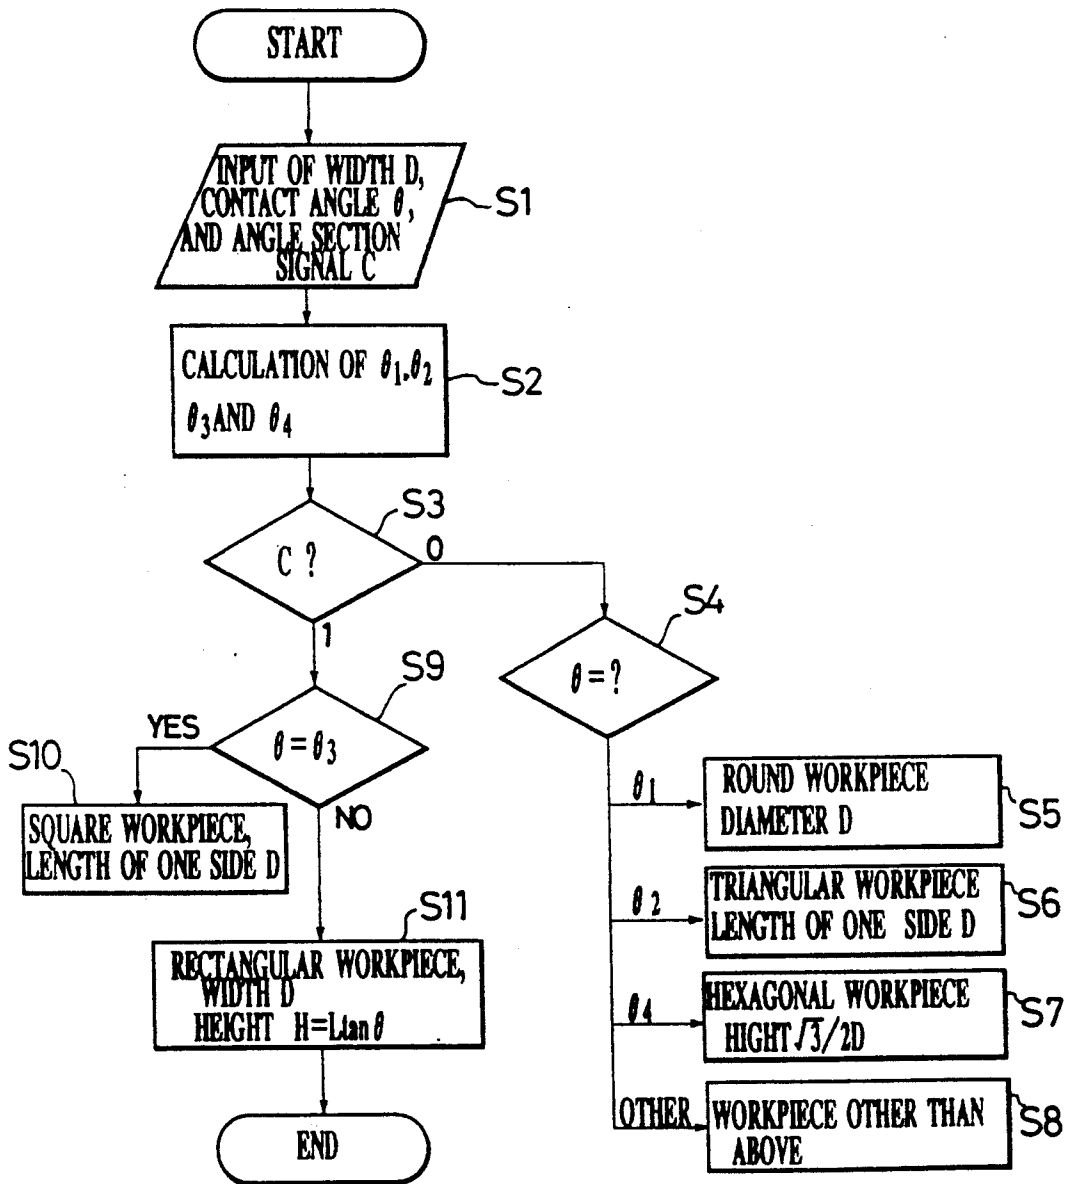 START
INPUT OF WIDTH D,
CONTACT ANGLE θ,
AND ANGLE SECTION
SIGNAL C
S1
CALCULATION OF θ1,θ2
θ3 AND θ4
S2
C ?
S3
0
1
θ=?
S4
θ=θ3
S9
YES
NO
S10
SQUARE WORKPIECE,
LENGTH OF ONE SIDE D
θ1
ROUND WORKPIECE
DIAMETER D
S5
θ2
TRIANGULAR WORKPIECE
LENGTH OF ONE SIDE D
S6
θ4
HEXAGONAL WORKPIECE
HIGHT √3/2D
S7
OTHER
WORKPIECE OTHER THAN
ABOVE
S8
S11
RECTANGULAR WORKPIECE,
WIDTH D
HEIGHT H=Ltanθ
END